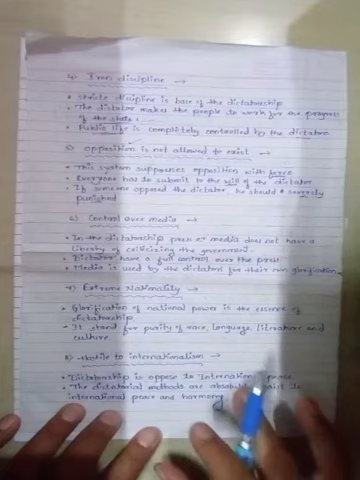 4) Iron discipline →
• Stricte discipline is base of the dictatorship
• The dictator makes the people to work for the progress
of the state.
• Public life is completely controlled by the dictators
5) Opposition is not allowed to exist →
• This system suppresses opposition with force
• Everyone has to submit to the will of the dictator
• If someone opposed the dictator he should severely
punished
6) Control over media →
• In the dictatorship press or media does not have a
liberty of criticizing the government.
• Dictator have a full control over the press
• Media is used by the dictators for their own glorification
7) Extreme nationality →
• Glorification of national power is the essence of
dictatorship
• It stand for purity of race, language, literature and
culture
8) Hostile to internationalism →
• Dictatorship is oppose to International peace.
• The dictatorial methods are
international peace and harmony